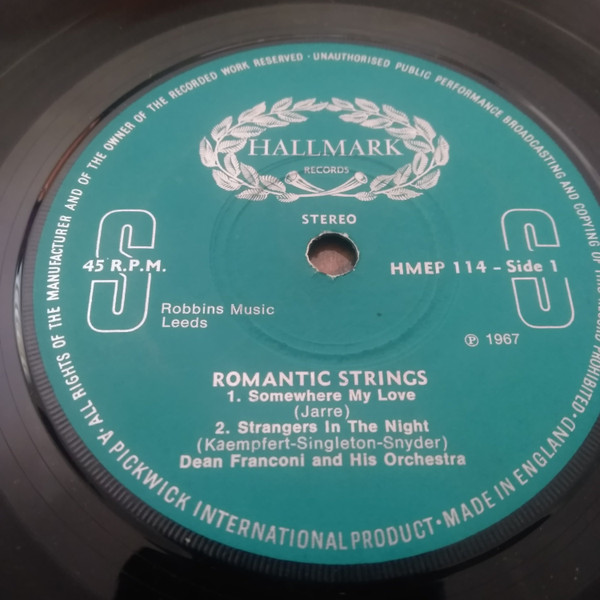 ·ALL RIGHTS OF THE MANUFACTURER AND OF THE OWNER OF THE RECORDED WORK RESERVED · UNAUTHORISED PUBLIC PERFORMANCE BROADCASTING AND COPYING OF THIS RECORD PROHIBITED·
HALLMARK
RECORDS
STEREO
S
S
45 R.P.M.
HMEP 114 - Side 1
Robbins Music
Leeds
℗ 1967
ROMANTIC STRINGS
1. Somewhere My Love
(Jarre)
2. Strangers In The Night
(Kaempfert-Singleton-Snyder)
Dean Franconi and His Orchestra
·A PICKWICK INTERNATIONAL PRODUCT·MADE IN ENGLAND·